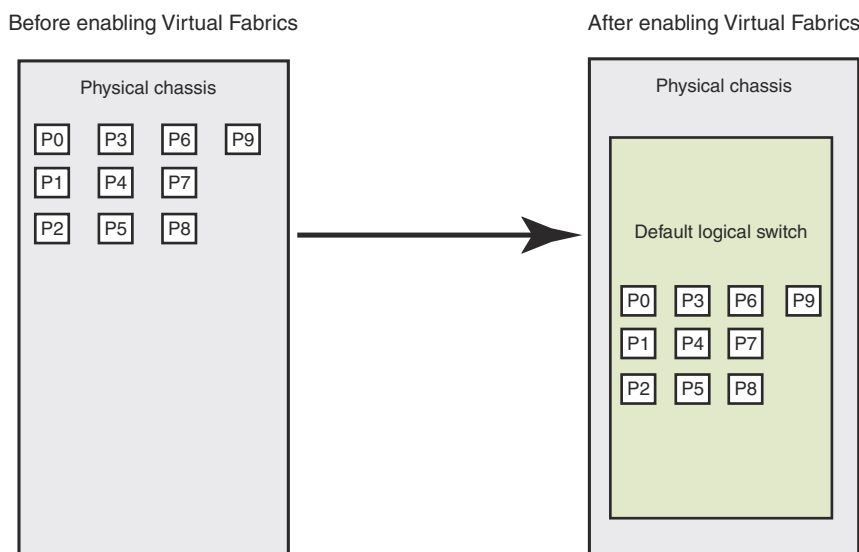 Before enabling Virtual Fabrics
After enabling Virtual Fabrics
Physical chassis
P0 P3 P6 P9
P1 P4 P7
P2 P5 P8
Physical chassis
Default logical switch
P0 P3 P6 P9
P1 P4 P7
P2 P5 P8